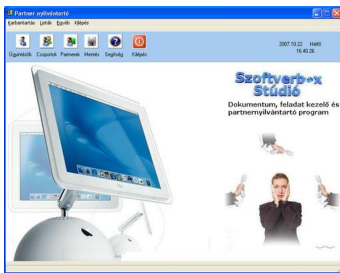 Partner nyilvántartó
Karbantartás Listák Egyéb Kilépés
Ügyintézők Csoportok Partnerek Mentés Segítség Kilépés
2007.10.22 Hétfő
16:40:26
Szoftverbox
Stúdió
Dokumentum, feladat kezelő és
partnernyilvántartó program